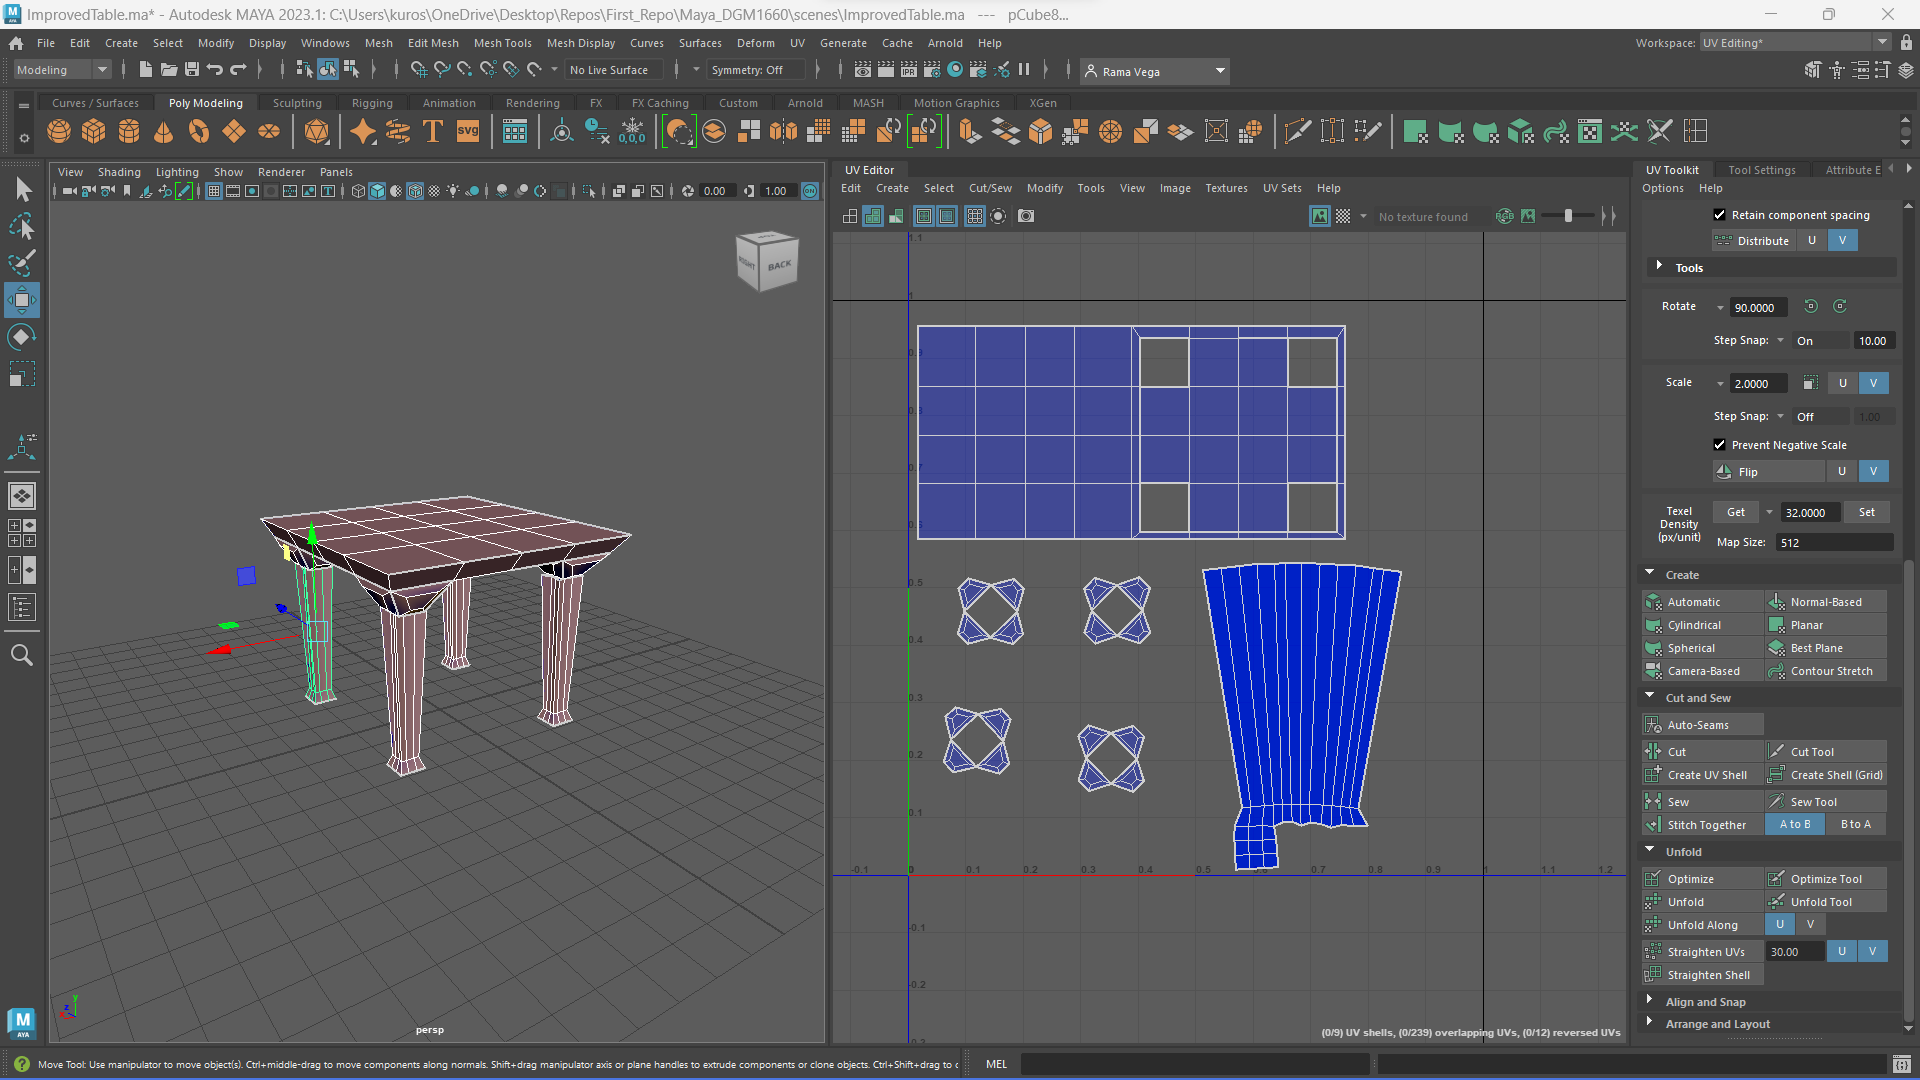 ImprovedTable.ma* - Autodesk MAYA 2023.1: C:\Users\kuros\OneDrive\Desktop\Repos\First_Repo\Maya_DGM1660\scenes\ImprovedTable.ma --- pCube8...
File Edit Create Select Modify Display Windows Mesh Edit Mesh Mesh Tools Mesh Display Curves Surfaces Deform UV Generate Cache Arnold Help
Workspace: UV Editing*
Modeling No Live Surface Symmetry: Off IPR Rama Vega
Curves / Surfaces Poly Modeling Sculpting Rigging Animation Rendering FX FX Caching Custom Arnold MASH Motion Graphics XGen
T SVG 0,0,0
View Shading Lighting Show Renderer Panels
0.00 1.00
RIGHT BACK
persp
UV Editor
Edit Create Select Cut/Sew Modify Tools View Image Textures UV Sets Help
No texture found
1.1
1
0.9
0.8
0.7
0.6
0.5
0.4
0.3
0.2
0.1
-0.1 0 0.1 0.2 0.3 0.4 0.5 0.6 0.7 0.8 0.9 1 1.1 1.2
-0.1
-0.2
(0/9) UV shells, (0/239) overlapping UVs, (0/12) reversed UVs
UV Toolkit Tool Settings Attribute E
Options Help
Retain component spacing
Distribute U V
Tools
Rotate 90.0000
Step Snap: On 10.00
Scale 2.0000 U V
Step Snap: Off 1.00
Prevent Negative Scale
Flip U V
Texel Density (px/unit) Get 32.0000 Set
Map Size: 512
Create
Automatic Normal-Based
Cylindrical Planar
Spherical Best Plane
Camera-Based Contour Stretch
Cut and Sew
Auto-Seams
Cut Cut Tool
Create UV Shell Create Shell (Grid)
Sew Sew Tool
Stitch Together A to B B to A
Unfold
Optimize Optimize Tool
Unfold Unfold Tool
Unfold Along U V
Straighten UVs 30.00 U V
Straighten Shell
Align and Snap
Arrange and Layout
M
AYA
Move Tool: Use manipulator to move object(s). Ctrl+middle-drag to move components along normals. Shift+drag manipulator axis or plane handles to extrude components or clone objects. Ctrl+Shift+drag to c
MEL